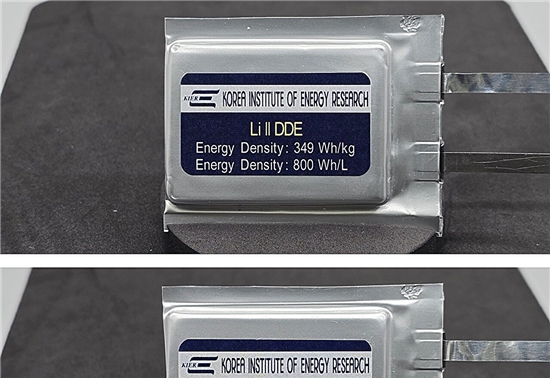 KIER KOREA INSTITUTE OF ENERGY RESEARCH
Li II DDE
Energy Density: 349 Wh/kg
Energy Density: 800 Wh/L
KIER KOREA INSTITUTE OF ENERGY RESEARCH